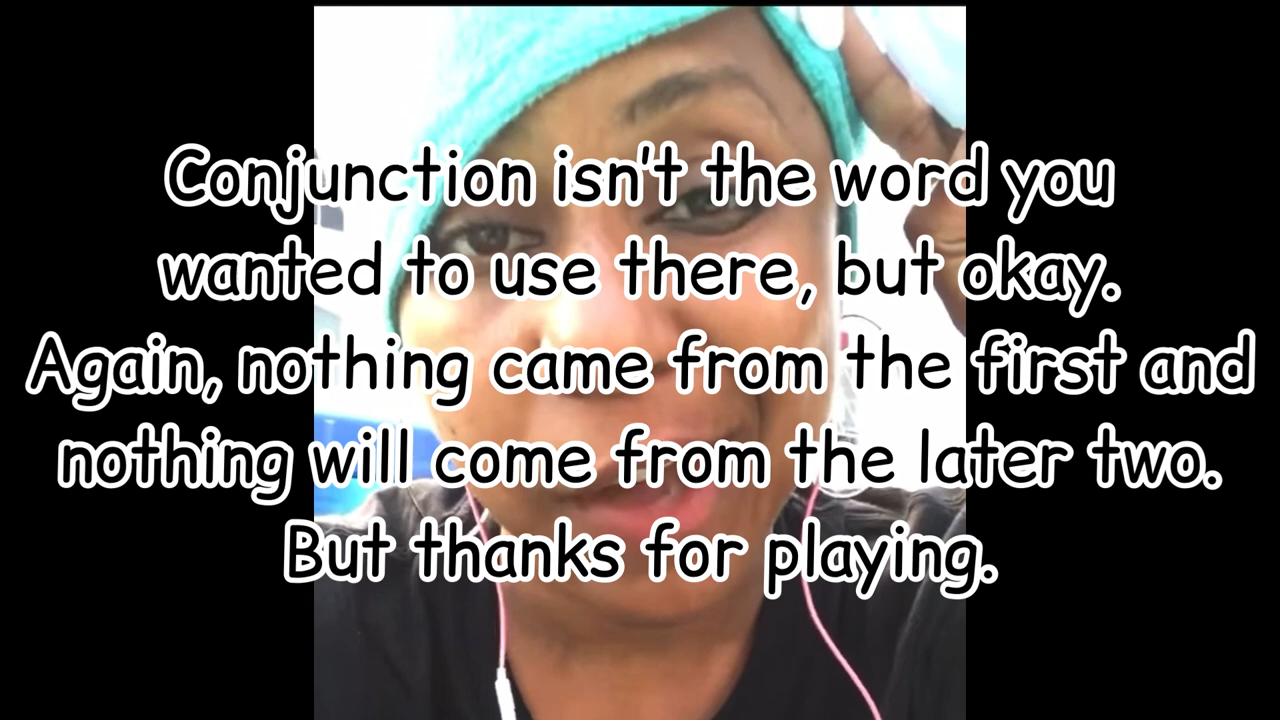 Conjunction isn't the word you
wanted to use there, but okay.
Again, nothing came from the first and
nothing will come from the later two.
But thanks for playing.